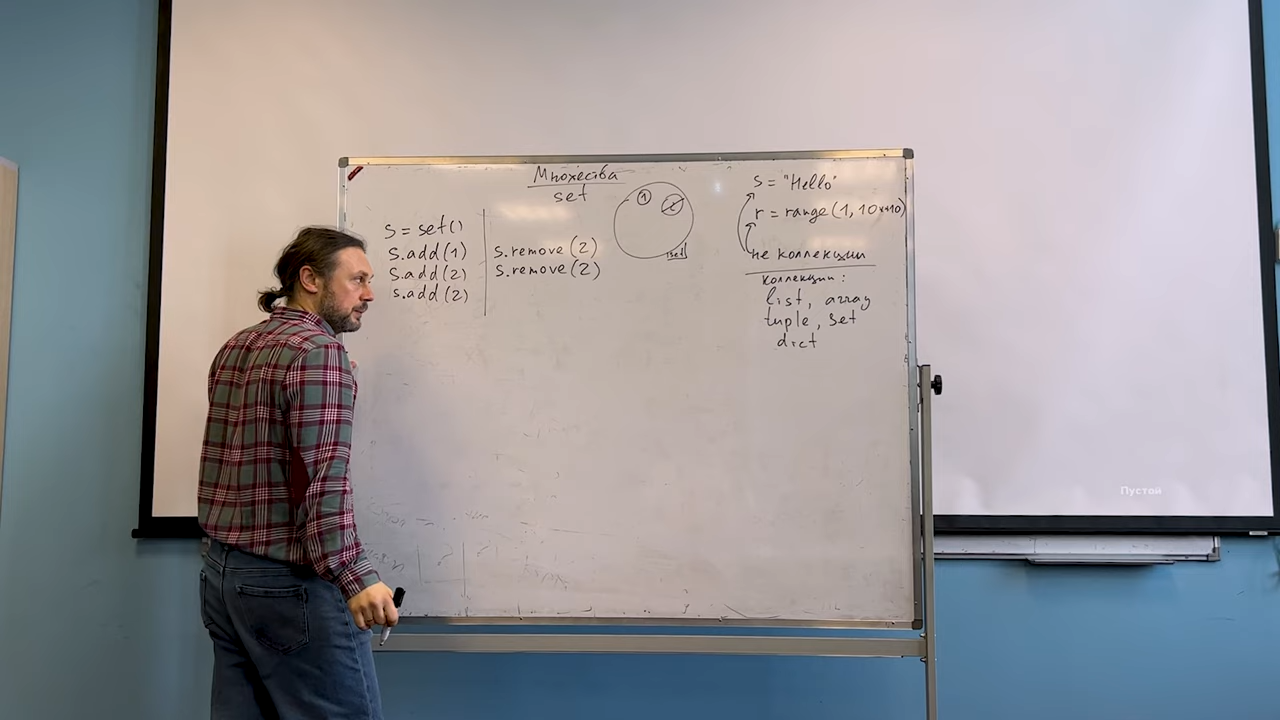 Множества
set
s = set()
s.add(1)
s.add(2)
s.add(2)
s.remove(2)
s.remove(2)
1
2
set
s = "Hello"
r = range(1, 10**10)
не коллекции
коллекции:
list, array
tuple, set
dict
Пустой